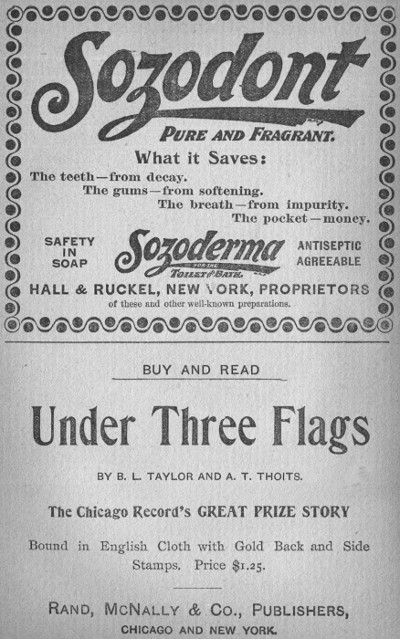 Sozodont
PURE AND FRAGRANT.
What it Saves:
The teeth—from decay.
The gums—from softening.
The breath—from impurity.
The pocket—money.
SAFETY
IN
SOAP
Sozoderma
FOR THE
TOILET AND BATH.
ANTISEPTIC
AGREEABLE
HALL & RUCKEL, NEW YORK, PROPRIETORS
of these and other well-known preparations.
BUY AND READ
Under Three Flags
BY B. L. TAYLOR AND A. T. THOITS.
The Chicago Record's GREAT PRIZE STORY
Bound in English Cloth with Gold Back and Side
Stamps. Price $1.25.
RAND, MCNALLY & CO., PUBLISHERS,
CHICAGO AND NEW YORK.